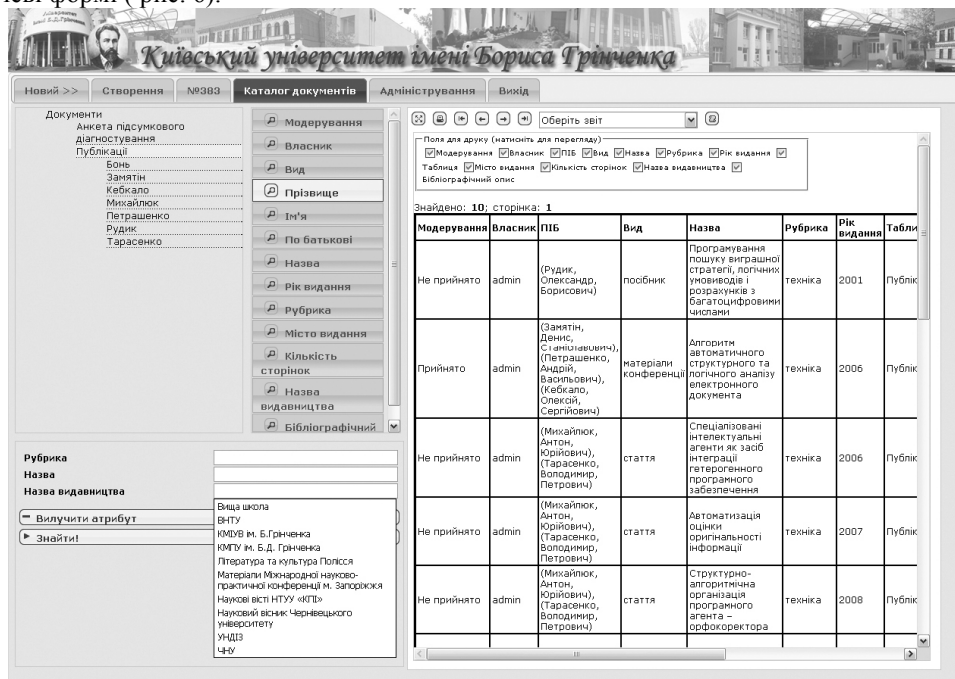 чеві формі ( рис. 6).
Київський університет імені Бориса Грінченка
Новий >> Створення №383 Каталог документів Адміністрування Вихід
Документи
Анкета підсумкового
діагностування
Публікації
Бонь
Замятін
Кебкало
Михайлюк
Петрашенко
Рудик
Тарасенко
Модерування
Власник
Вид
Прізвище
Ім'я
По батькові
Назва
Рік видання
Рубрика
Місто видання
Кількість
сторінок
Назва
видавництва
Бібліографічний
Рубрика
Назва
Назва видавництва
Вилучити атрибут
Знайти!
Вища школа
ВНТУ
КМІУВ ім. Б.Грінченка
КМПУ ім. Б.Д. Грінченка
Література та культура Полісся
Матеріали Міжнародної науково-
практичної конференції м. Запоріжжя
Наукові вісті НТУУ «КПІ»
Науковий вісник Чернівецького
університету
УНДІЗ
ЧНУ
Оберіть звіт
Поля для друку (натисніть для перегляду)
Модерування Власник ПІБ Вид Назва Рубрика Рік видання
Таблиця Місто видання Кількість сторінок Назва видавництва
Бібліографічний опис
Знайдено: 10; сторінка: 1
Модерування Власник ПІБ Вид Назва Рубрика Рік видання Табли
Не прийнято admin (Рудик, Олександр, Борисович) посібник Програмування пошуку виграшної стратегії, логічних умовиводів і розрахунків з багатоцифровими числами техніка 2001 Публік
Прийнято admin (Замятін, Денис, Станіславович), (Петрашенко, Андрій, Васильович), (Кебкало, Олексій, Сергійович) матеріали конференції Алгоритм автоматичного структурного та логічного аналізу електронного документа техніка 2006 Публік
Не прийнято admin (Михайлюк, Антон, Юрійович), (Тарасенко, Володимир, Петрович) стаття Спеціалізовані інтелектуальні агенти як засіб інтеграції гетерогенного програмного забезпечення техніка 2006 Публік
Не прийнято admin (Михайлюк, Антон, Юрійович), (Тарасенко, Володимир, Петрович) стаття Автоматизація оцінки оригінальності інформації техніка 2007 Публік
Не прийнято admin (Михайлюк, Антон, Юрійович), (Тарасенко, Володимир, Петрович) стаття Структурно-алгоритмічна організація програмного агента – орфокоректора техніка 2008 Публік